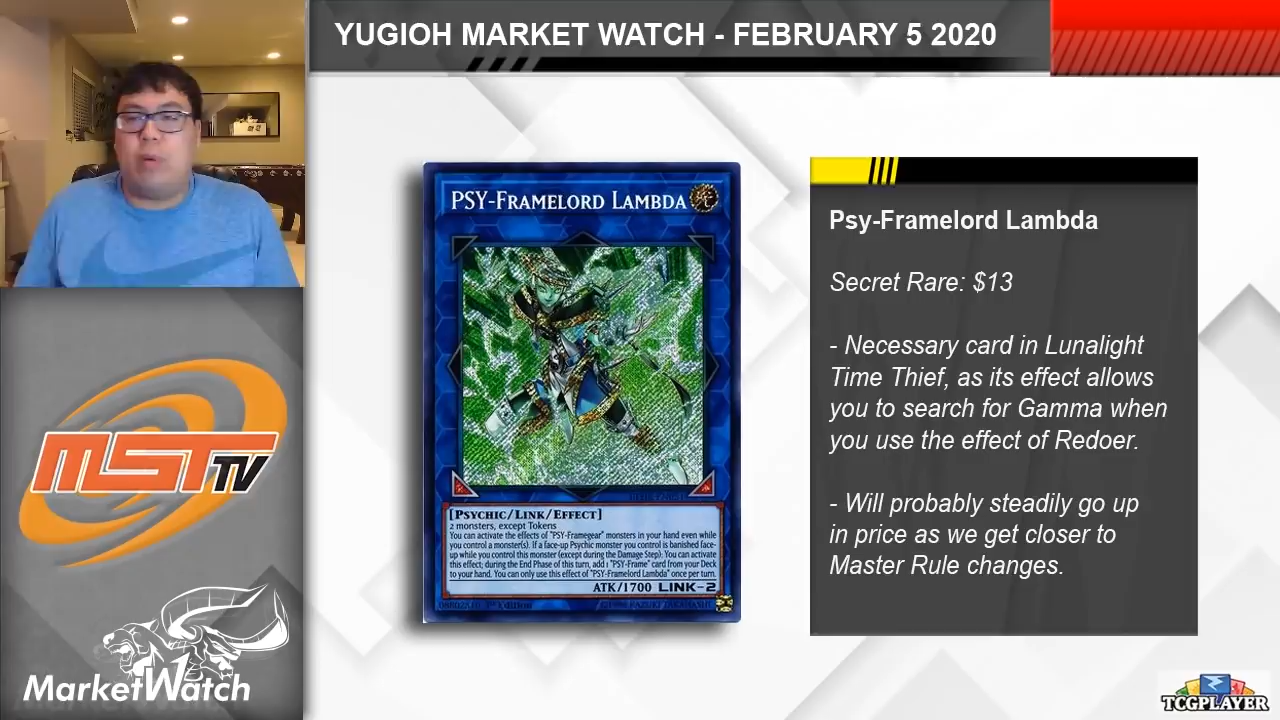 YUGIOH MARKET WATCH - FEBRUARY 5 2020
PSY-FRAMELORD LAMBDA
[PSYCHIC/LINK/EFFECT]
2 monsters, except Tokens
You can activate the effects of "PSY-Framegear" monsters in your hand even while
you control a monster(s). If a face-up Psychic monster you control is banished face-
up while you control this monster (except during the Damage Step): You can activate
this effect; during the End Phase of this turn, add 1 "PSY-Frame" card from your Deck
to your hand. You can only use this effect of "PSY-Framelord Lambda" once per turn.
ATK/1700 LINK-2
1st Edition
KAZUKI TAKAHASHI
Psy-Framelord Lambda
Secret Rare: $13
- Necessary card in Lunalight
Time Thief, as its effect allows
you to search for Gamma when
you use the effect of Redoer.
- Will probably steadily go up
in price as we get closer to
Master Rule changes.
MST TV
MarketWatch
TCGPLAYER